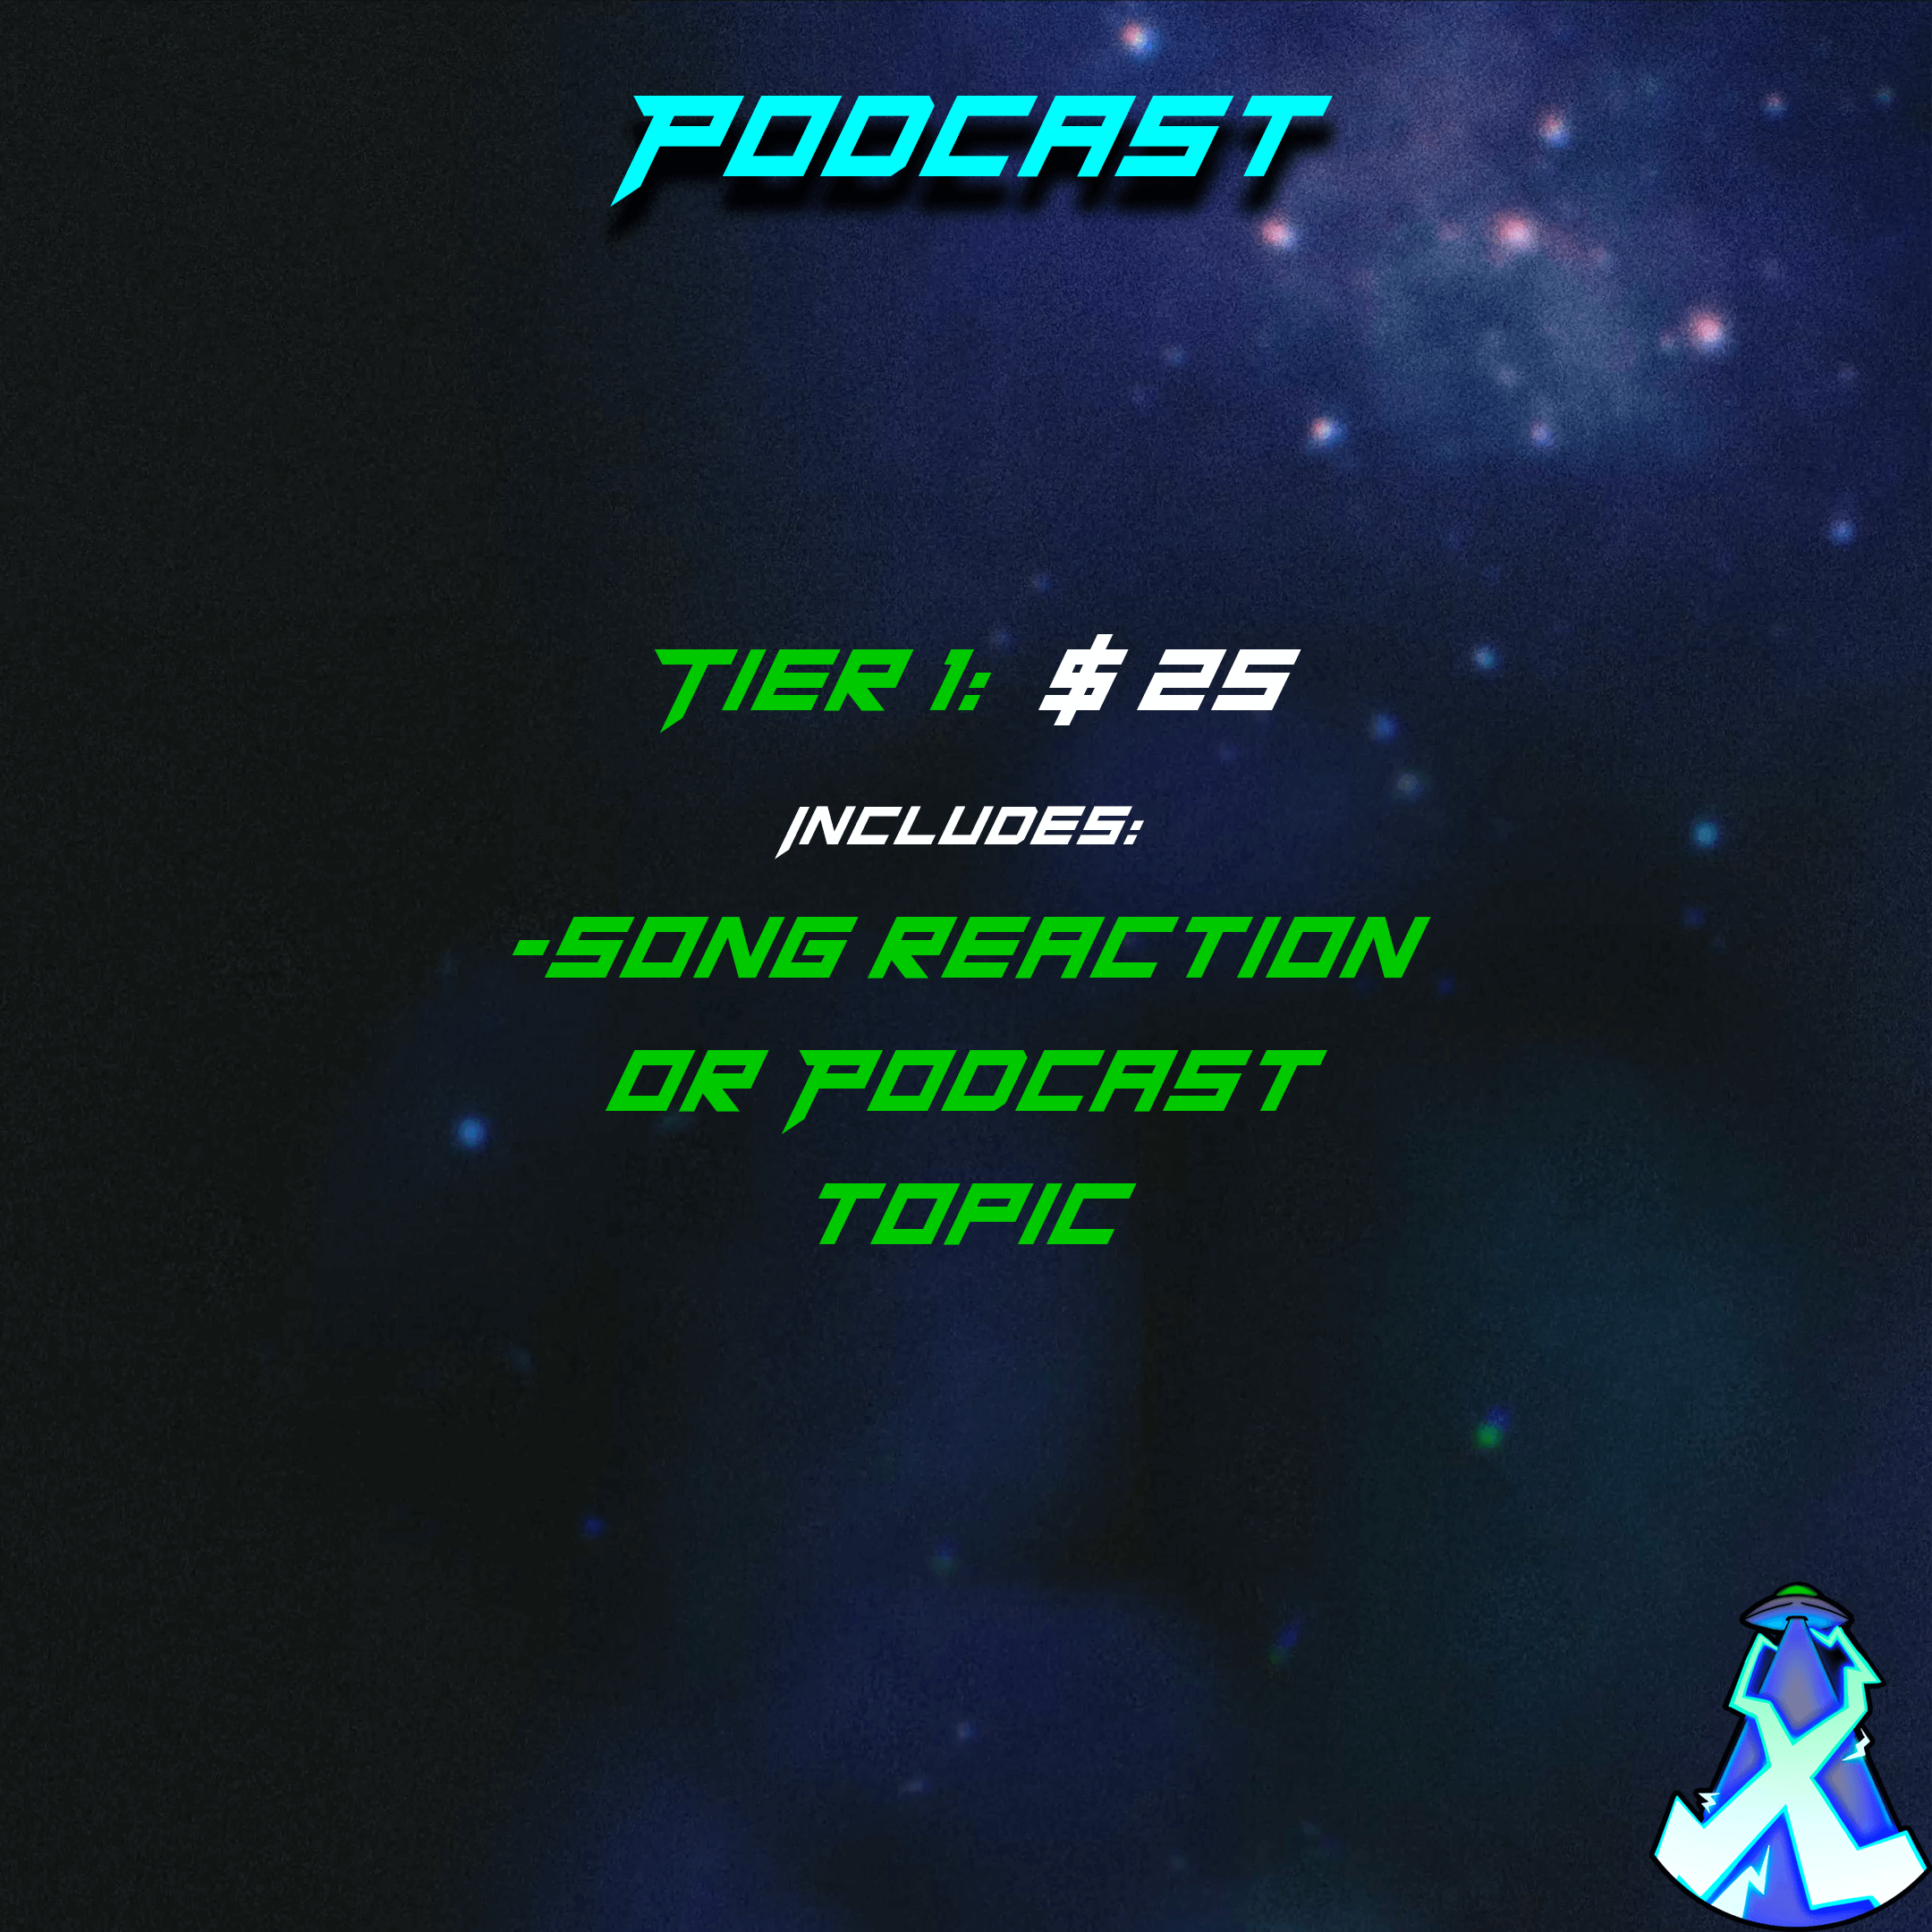 Podcast
Tier 1: $ 25
Includes:
-song reaction
or Podcast
topic